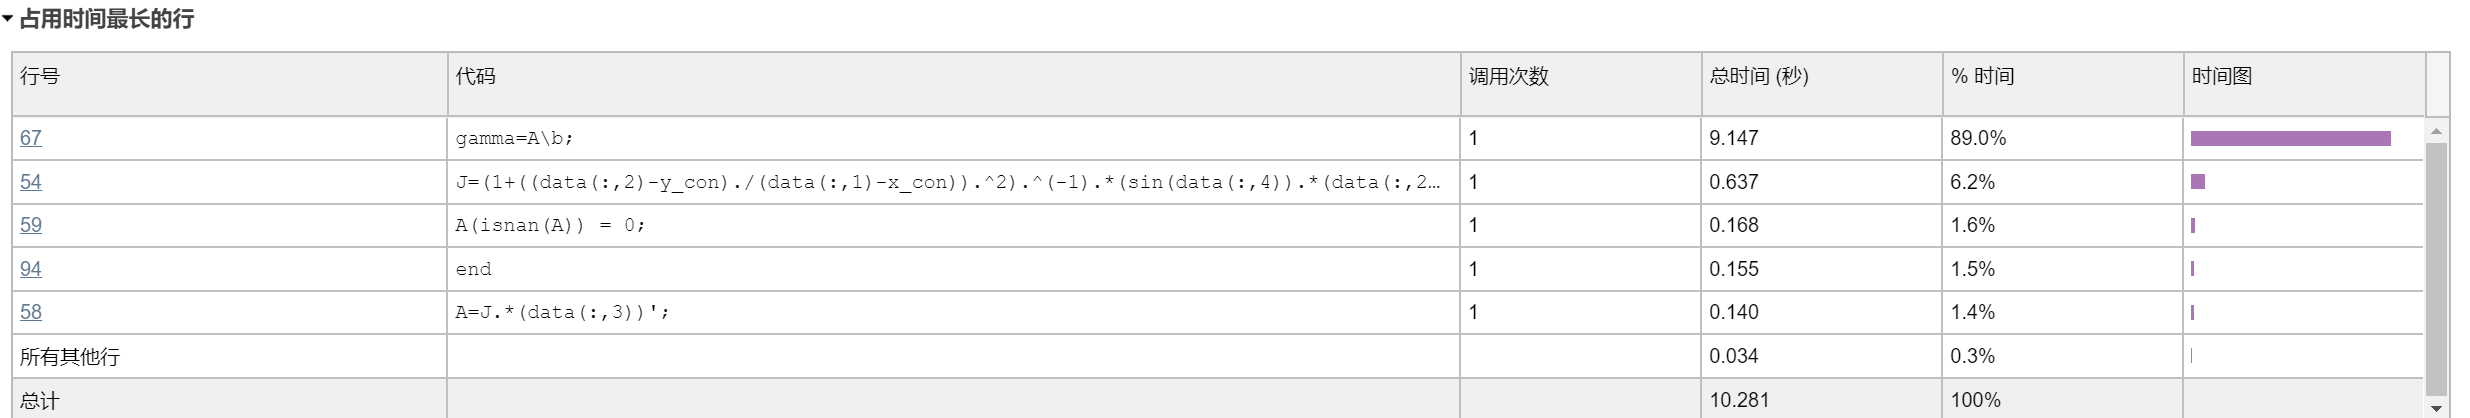 占用时间最长的行
行号 代码 调用次数 总时间 (秒) % 时间 时间图
67 gamma=A\b; 1 9.147 89.0%
54 J=(1+((data(:,2)-y_con)./(data(:,1)-x_con)).^2).^(-1).*(sin(data(:,4)).*(data(:,2… 1 0.637 6.2%
59 A(isnan(A)) = 0; 1 0.168 1.6%
94 end 1 0.155 1.5%
58 A=J.*(data(:,3))'; 1 0.140 1.4%
所有其他行 0.034 0.3%
总计 10.281 100%